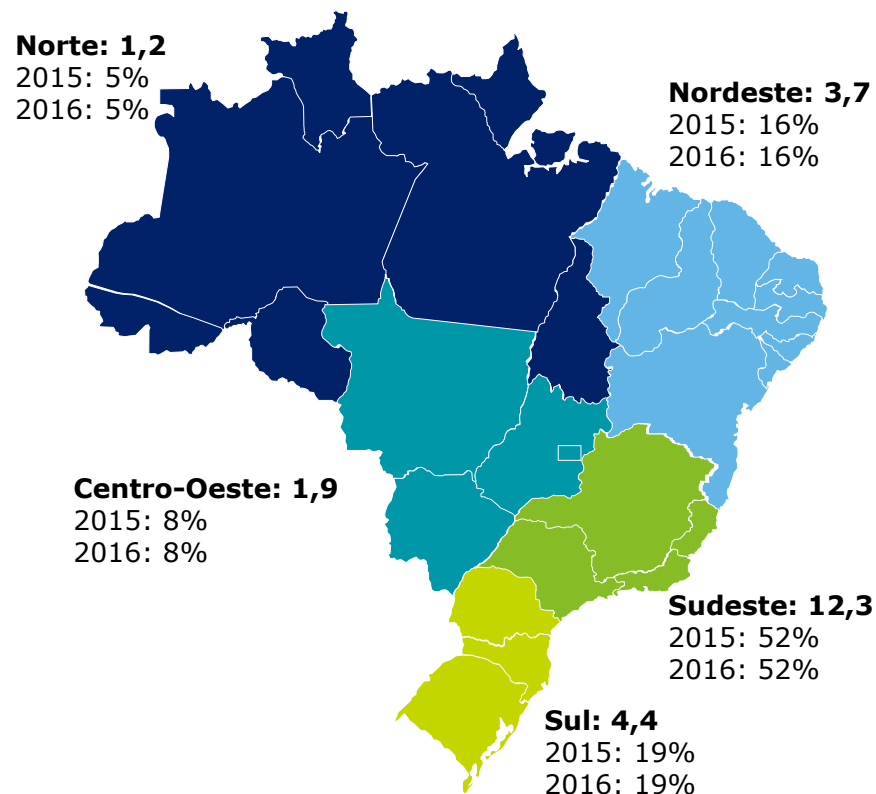 Norte: 1,2
2015: 5%
2016: 5%
Nordeste: 3,7
2015: 16%
2016: 16%
Centro-Oeste: 1,9
2015: 8%
2016: 8%
Sudeste: 12,3
2015: 52%
2016: 52%
Sul: 4,4
2015: 19%
2016: 19%